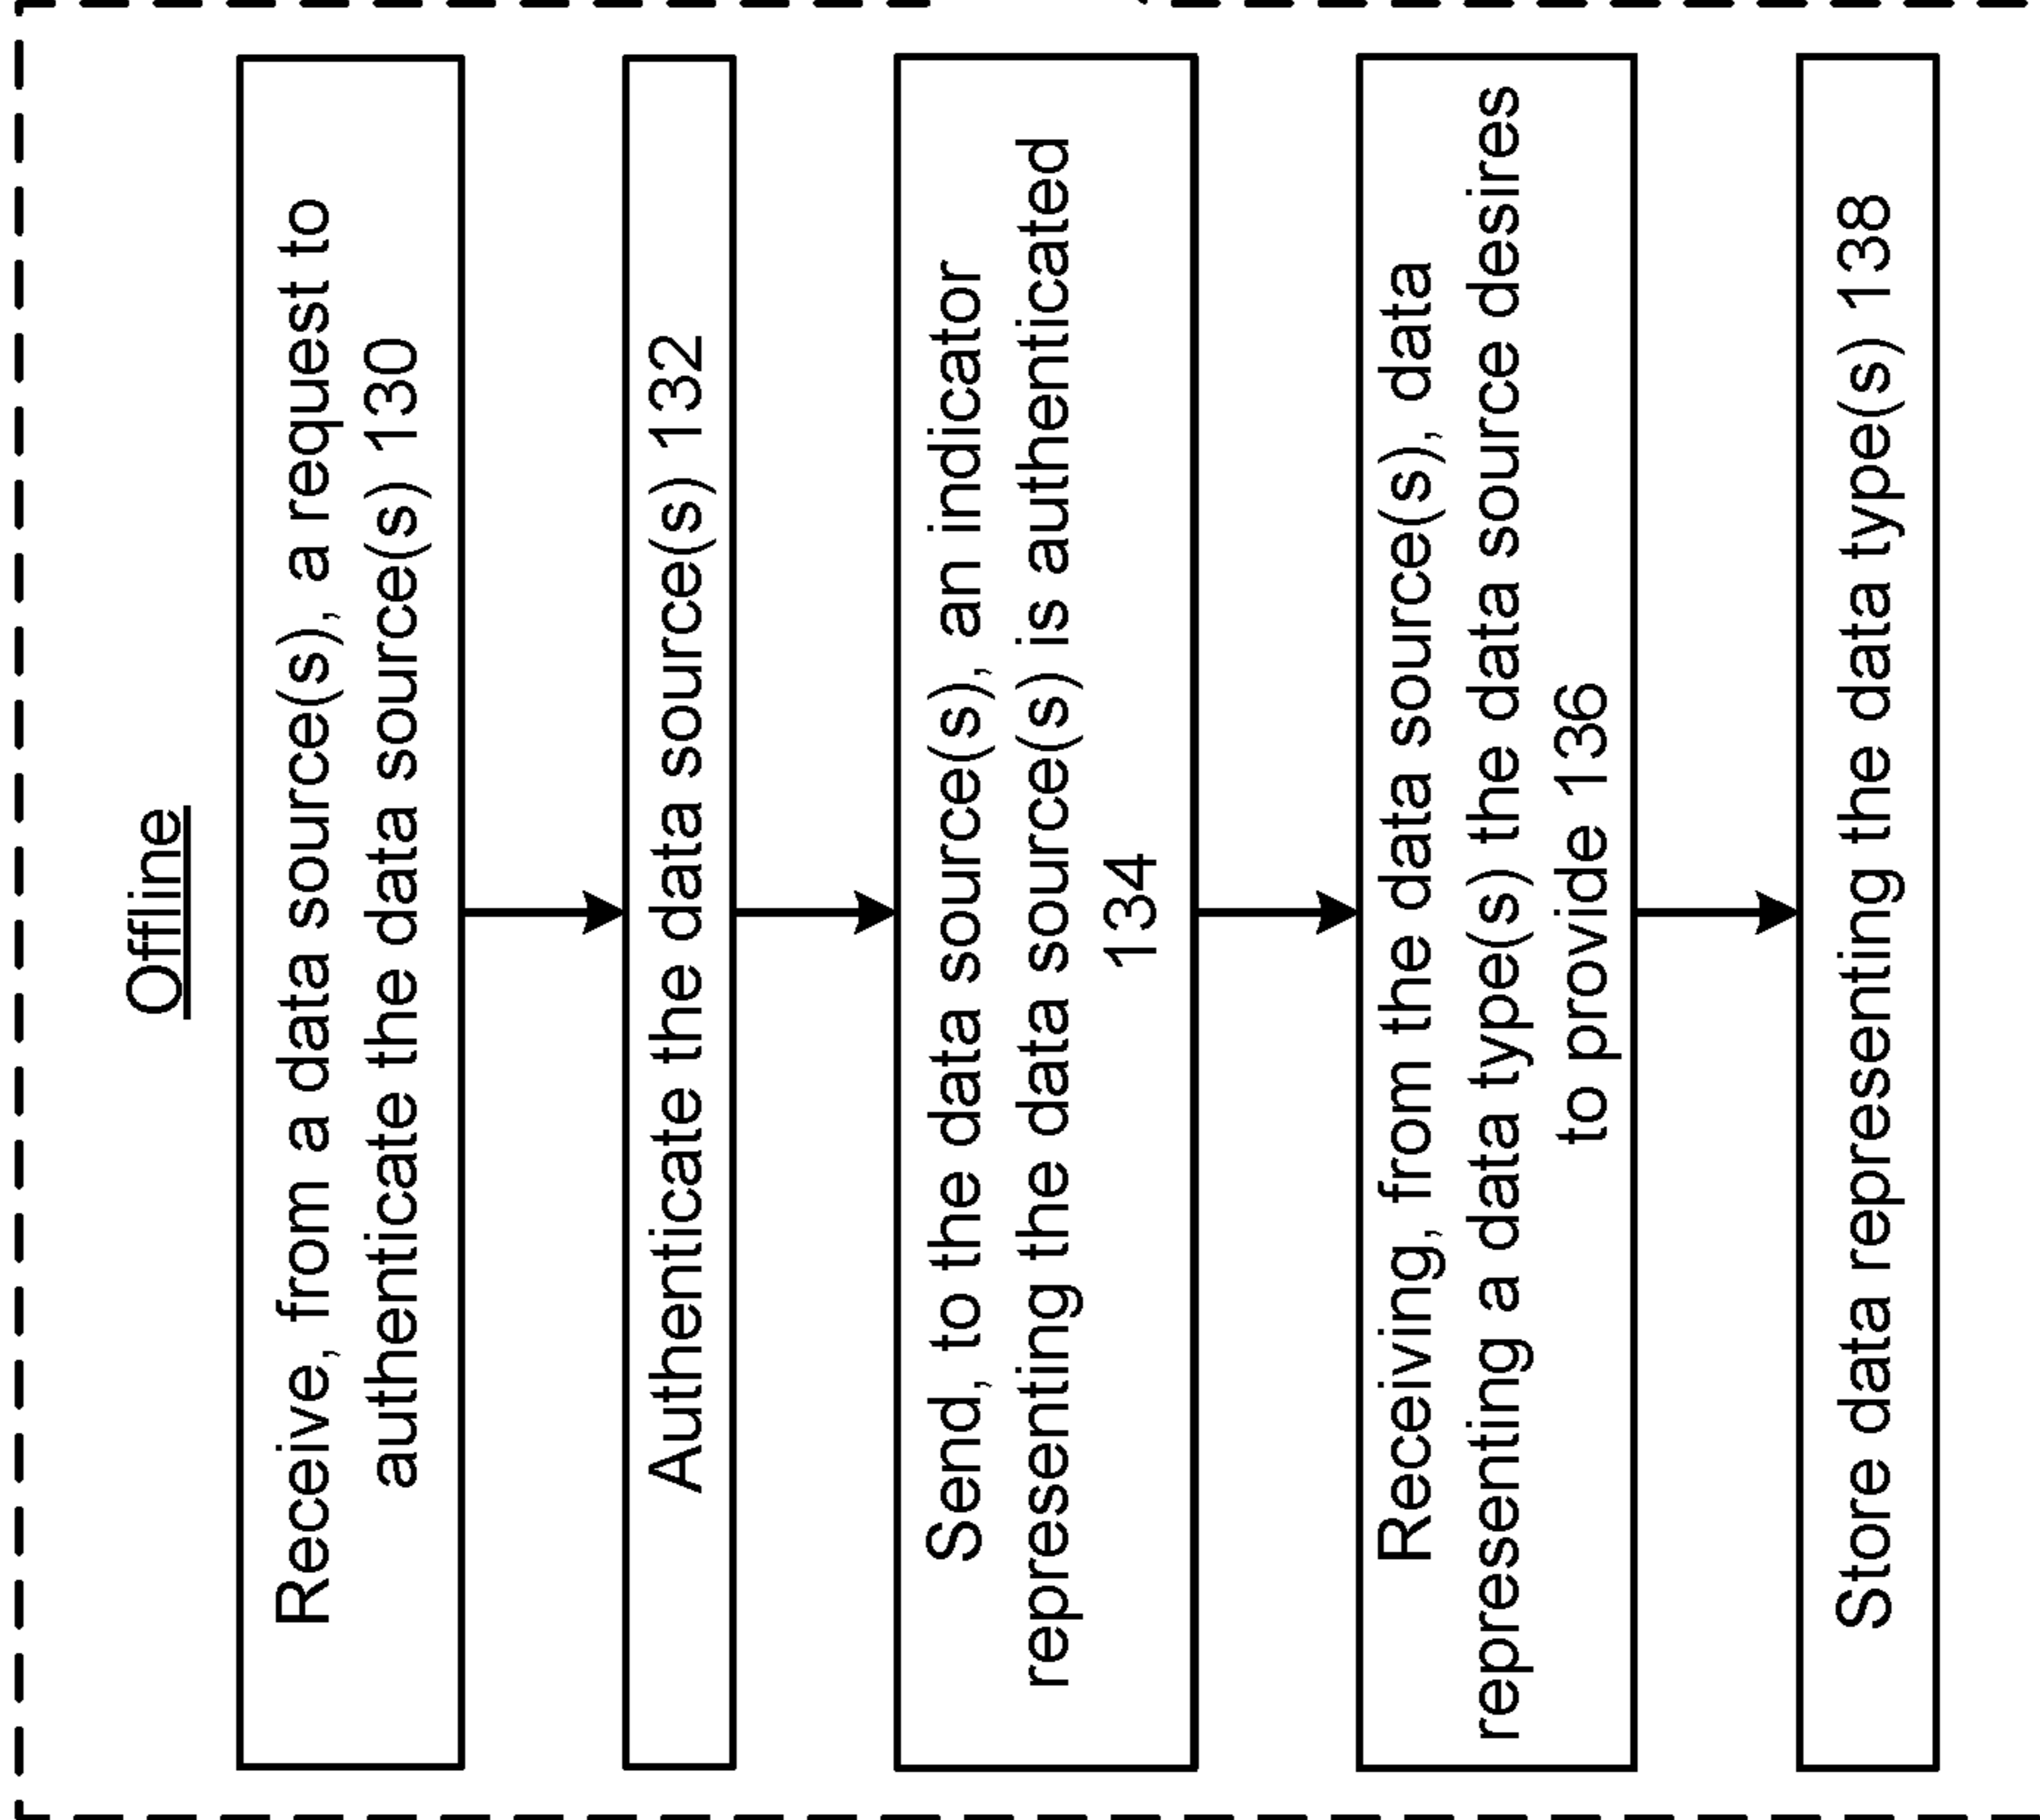 Offline
Receive, from a data source(s), a request to
authenticate the data source(s) 130
Authenticate the data source(s) 132
Send, to the data source(s), an indicator
representing the data source(s) is authenticated
134
Receiving, from the data source(s), data
representing a data type(s) the data source desires
to provide 136
Store data representing the data type(s) 138